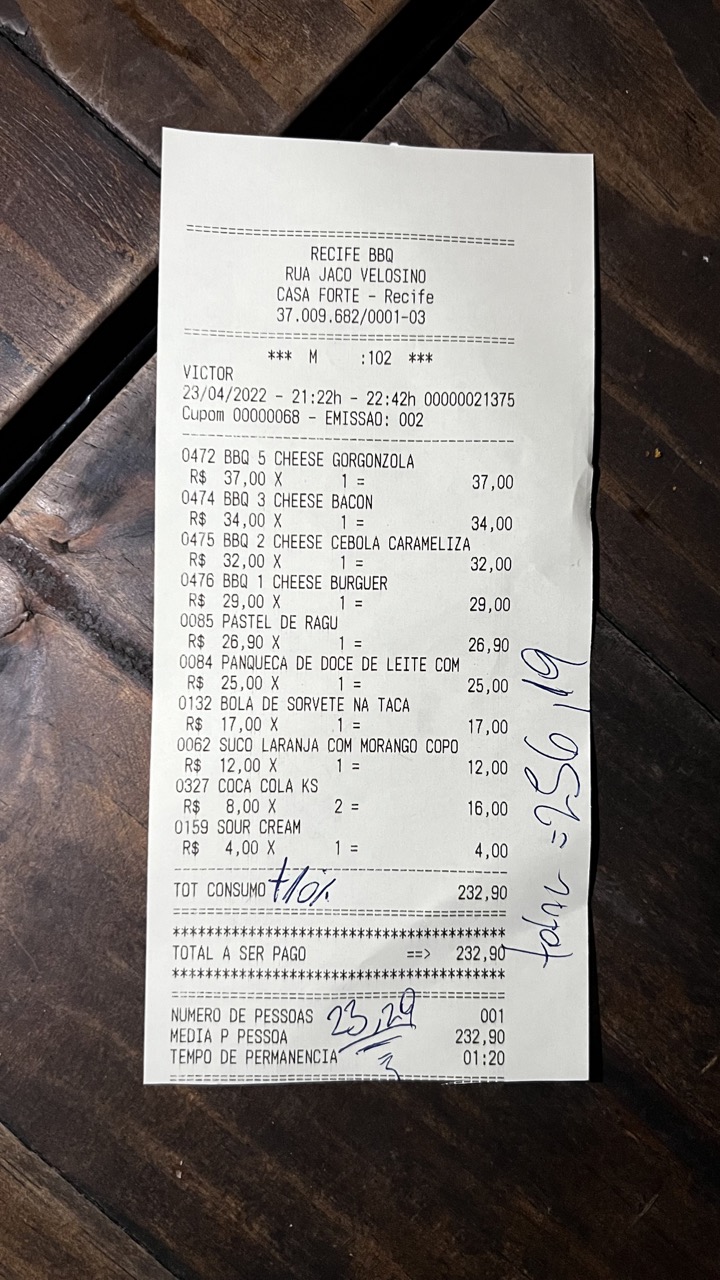 ==========================================
RECIFE BBQ
RUA JACO VELOSINO
CASA FORTE - Recife
37.009.682/0001-03
==========================================
*** M :102 ***
VICTOR
23/04/2022 - 21:22h - 22:42h 00000021375
Cupom 00000068 - EMISSAO: 002
------------------------------------------
0472 BBQ 5 CHEESE GORGONZOLA
R$ 37,00 X 1 = 37,00
0474 BBQ 3 CHEESE BACON
R$ 34,00 X 1 = 34,00
0475 BBQ 2 CHEESE CEBOLA CARAMELIZA
R$ 32,00 X 1 = 32,00
0476 BBQ 1 CHEESE BURGUER
R$ 29,00 X 1 = 29,00
0085 PASTEL DE RAGU
R$ 26,90 X 1 = 26,90
0084 PANQUECA DE DOCE DE LEITE COM
R$ 25,00 X 1 = 25,00
0132 BOLA DE SORVETE NA TACA
R$ 17,00 X 1 = 17,00
0062 SUCO LARANJA COM MORANGO COPO
R$ 12,00 X 1 = 12,00
0327 COCA COLA KS
R$ 8,00 X 2 = 16,00
0159 SOUR CREAM
R$ 4,00 X 1 = 4,00
------------------------------------------
TOT CONSUMO +10% 232,90
==========================================
******************************************
TOTAL A SER PAGO ==> 232,90
******************************************
==========================================
NUMERO DE PESSOAS 001
23,29
MEDIA P PESSOA 232,90
TEMPO DE PERMANENCIA 01:20
==========================================
total = 256,19